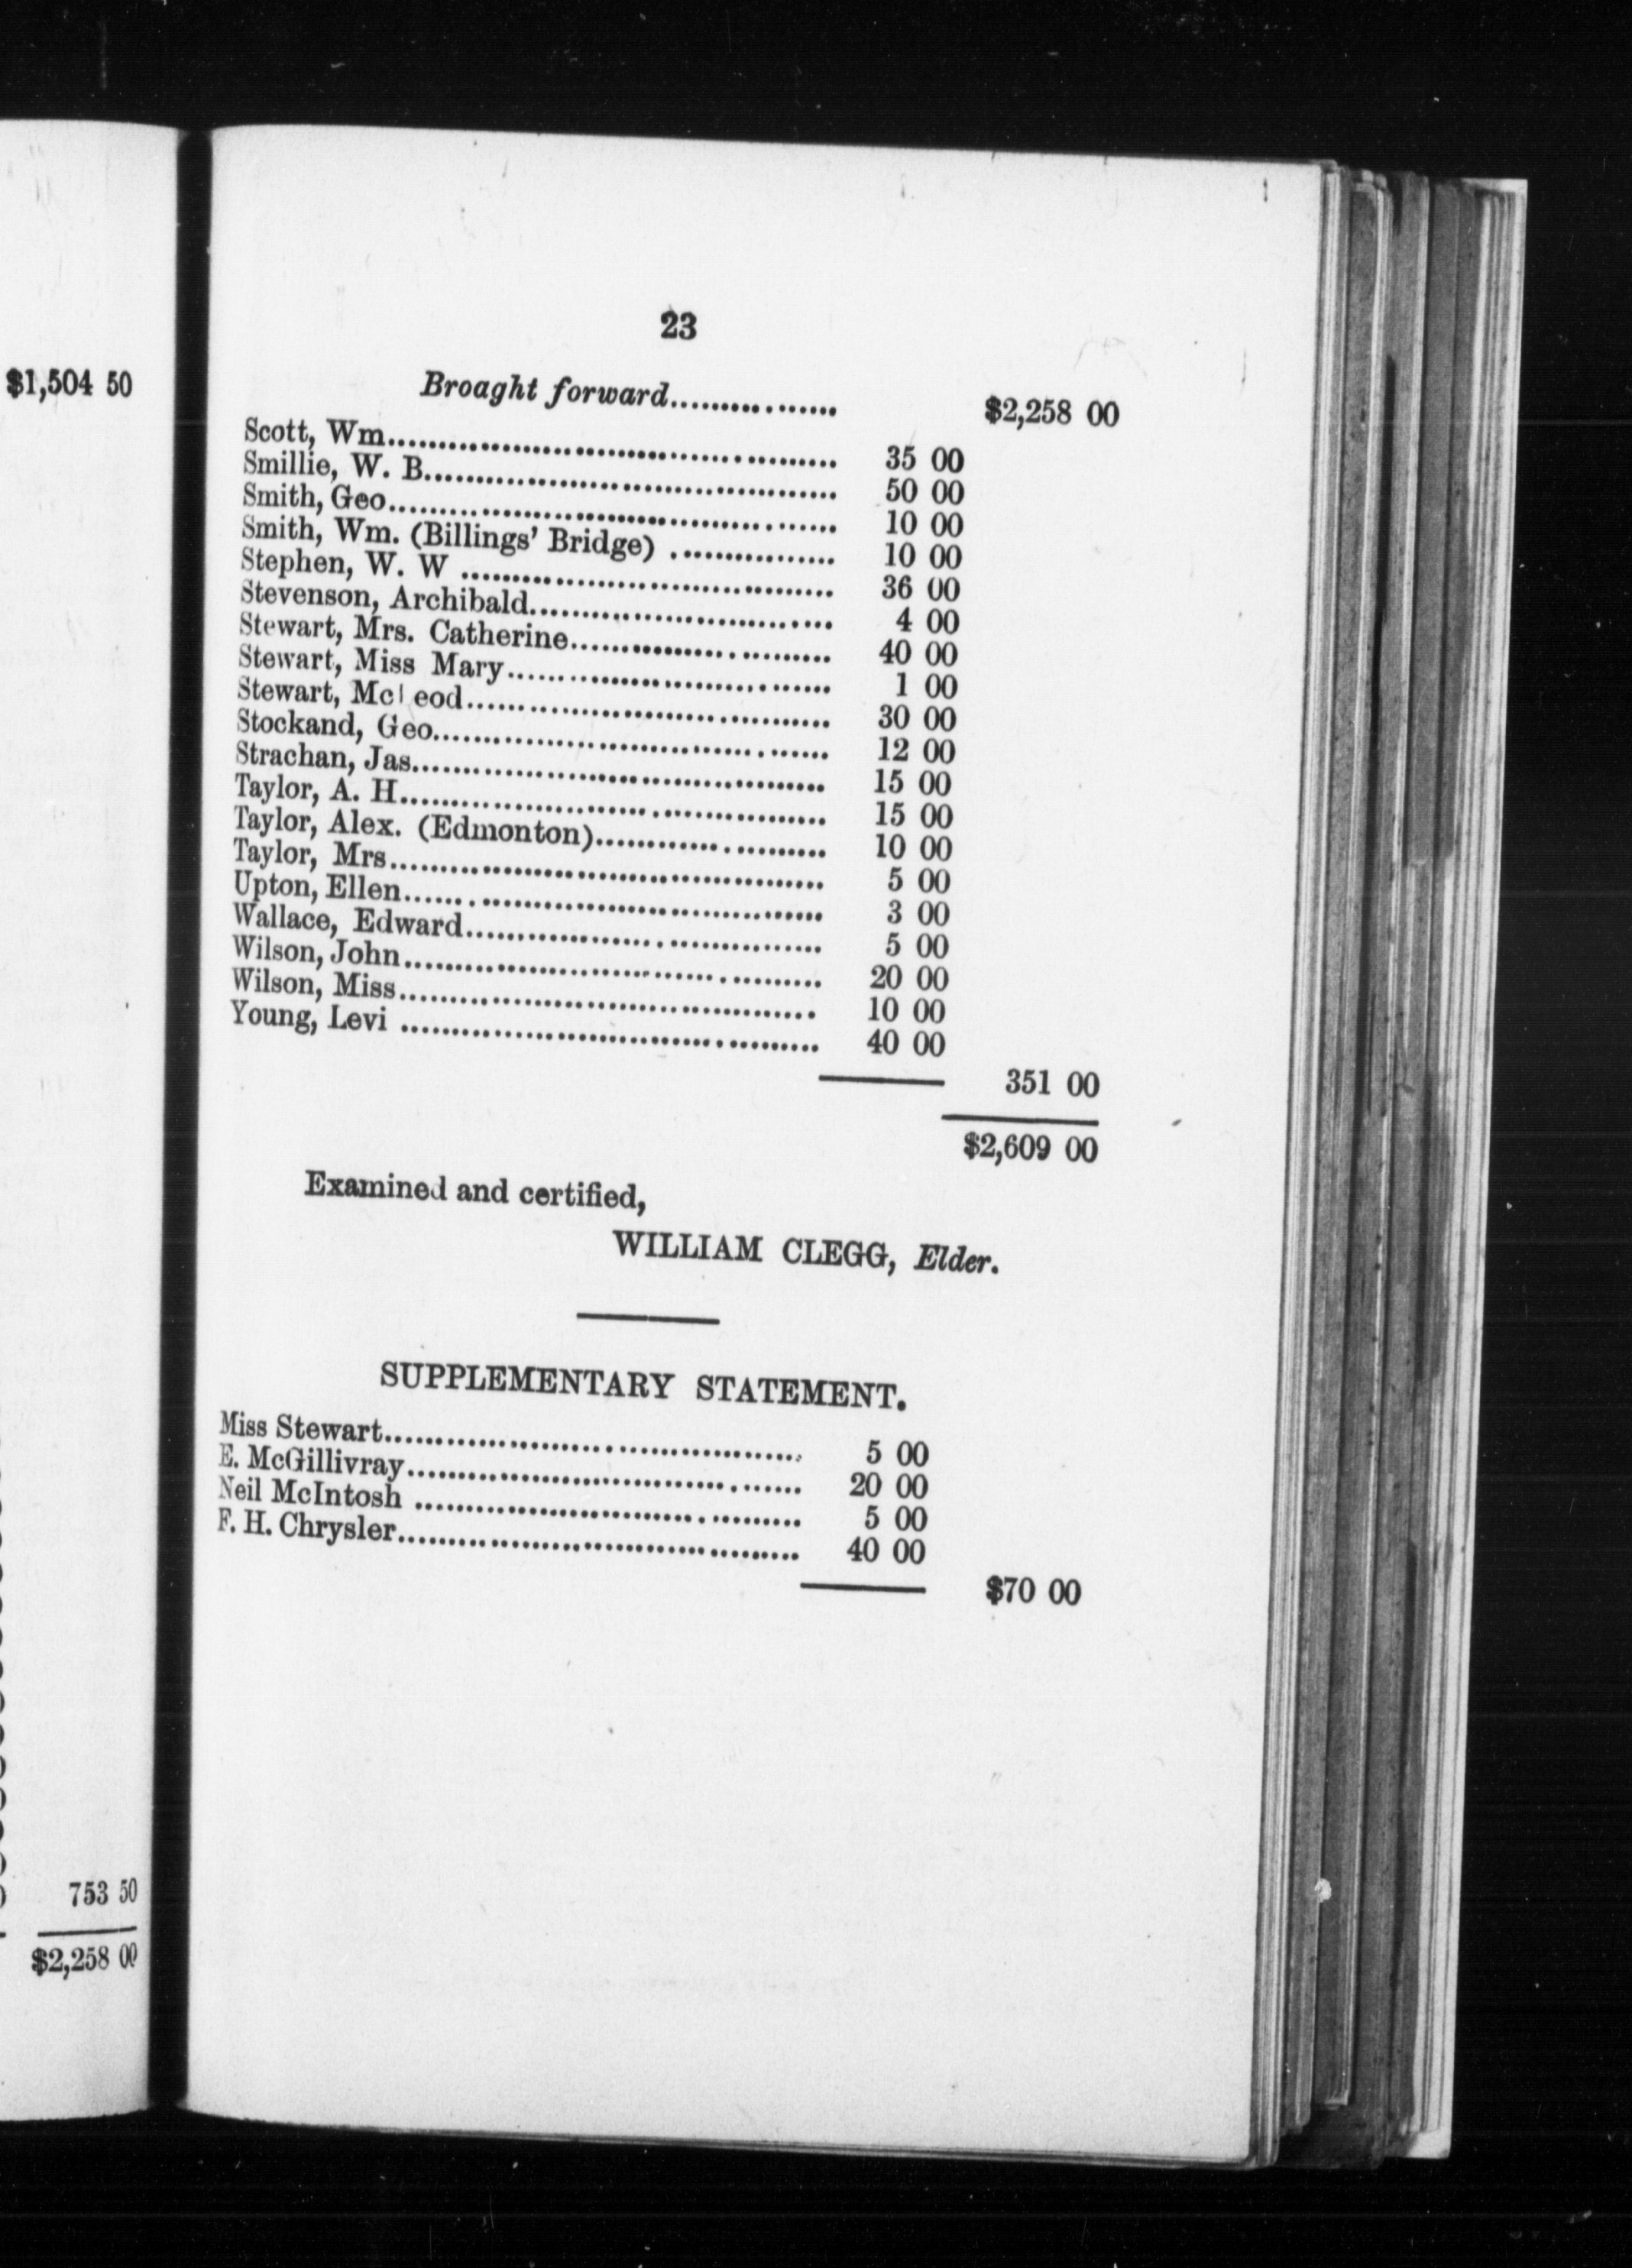 $1,504 50
753 50
$2,258 00
23
Broaght forward................ $2,258 00
Scott, Wm............................................ 35 00
Smillie, W. B........................................ 50 00
Smith, Geo........................................... 10 00
Smith, Wm. (Billings' Bridge) ................ 10 00
Stephen, W. W ..................................... 36 00
Stevenson, Archibald.............................. 4 00
Stewart, Mrs. Catherine.......................... 40 00
Stewart, Miss Mary................................ 1 00
Stewart, McLeod.................................... 30 00
Stockand, Geo....................................... 12 00
Strachan, Jas......................................... 15 00
Taylor, A. H.......................................... 15 00
Taylor, Alex. (Edmonton)....................... 10 00
Taylor, Mrs........................................... 5 00
Upton, Ellen.......................................... 3 00
Wallace, Edward.................................... 5 00
Wilson, John......................................... 20 00
Wilson, Miss......................................... 10 00
Young, Levi ......................................... 40 00
351 00
$2,609 00
Examined and certified,
WILLIAM CLEGG, Elder.
SUPPLEMENTARY STATEMENT.
Miss Stewart......................................... 5 00
E. McGillivray....................................... 20 00
Neil McIntosh ...................................... 5 00
F. H. Chrysler........................................ 40 00
$70 00